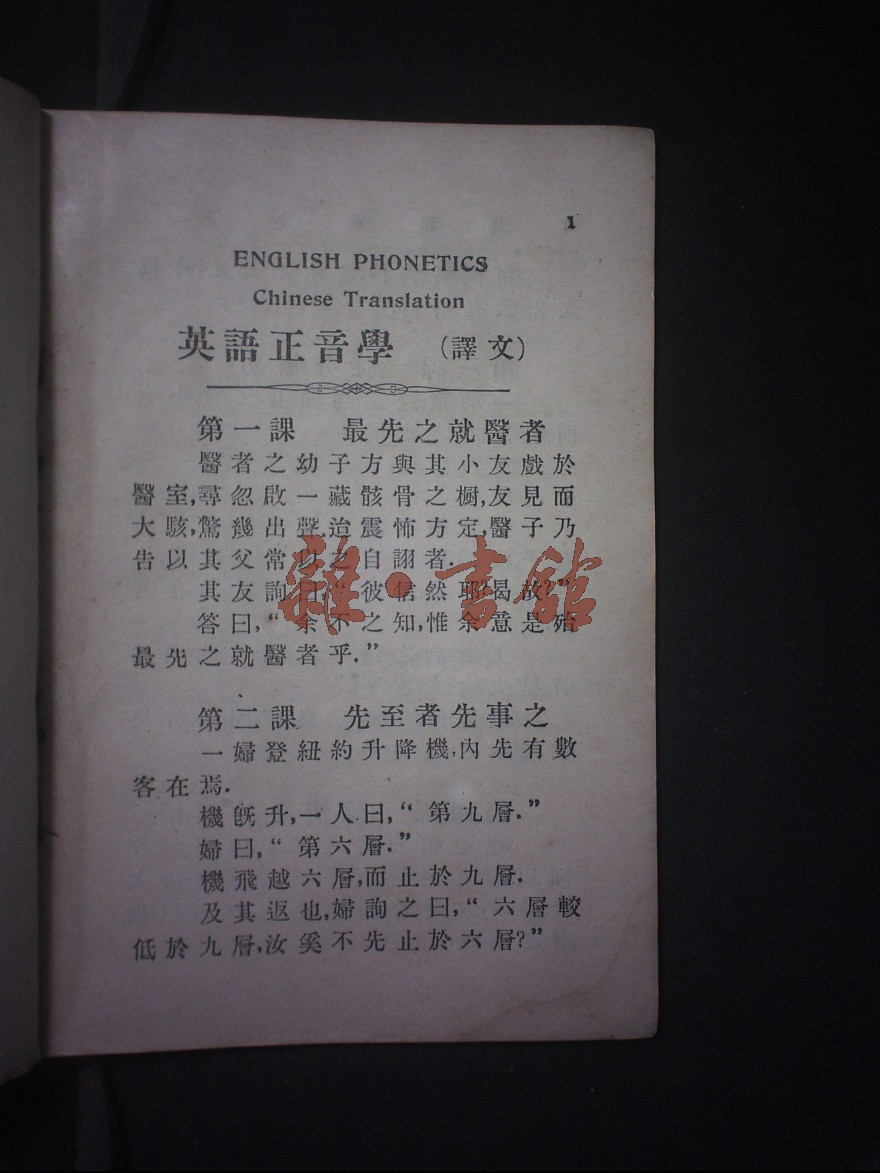 1
ENGLISH PHONETICS
Chinese Translation
英語正音學 (譯文)
第一課 最先之就醫者
醫者之幼子方與其小友戲於
醫室,尋忽啟一藏骸骨之櫥,友見而
大駭,驚幾出聲,迨震怖方定,醫子乃
告以其父常以之自詡者.
其友詢曰,“彼信然耶曷故?”
答曰,“余不之知,惟余意是殆
最先之就醫者乎.”
第二課 先至者先事之
一婦登紐約升降機,內先有數
客在焉.
機既升,一人曰,“第九層.”
婦曰,“第六層.”
機飛越六層,而止於九層.
及其返也,婦詢之曰,“六層較
低於九層,汝奚不先止於六層?”
雜·書館